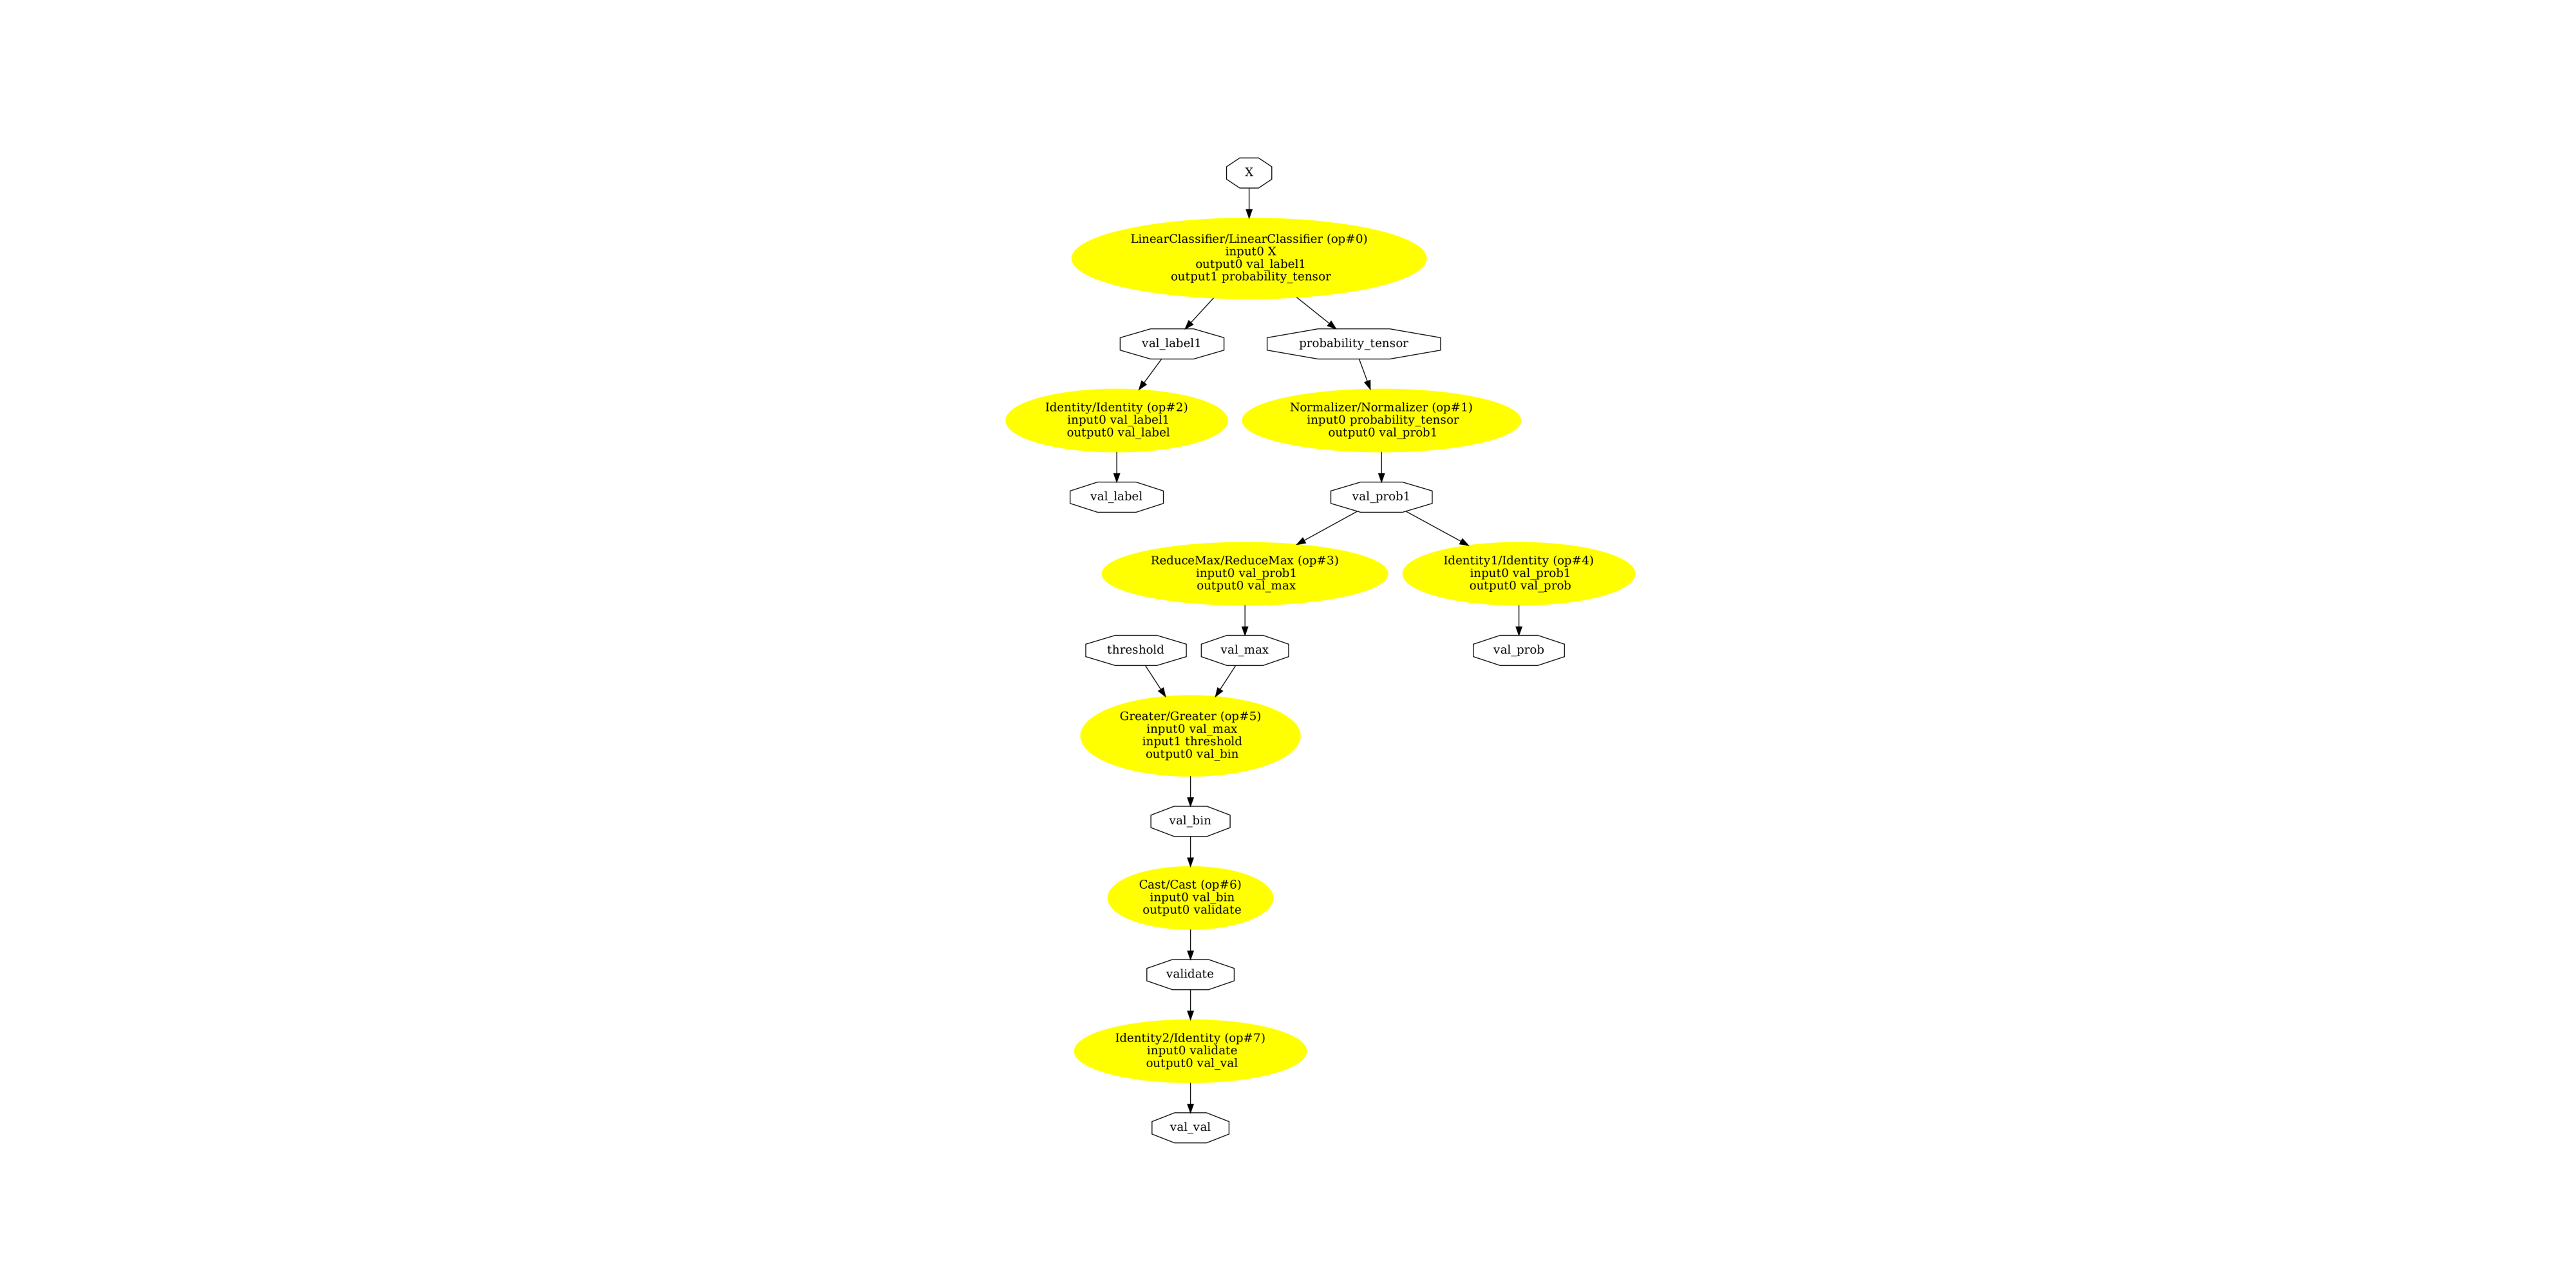 X
LinearClassifier/LinearClassifier (op#0)
input0 X
output0 val_label1
output1 probability_tensor
val_label1
probability_tensor
Identity/Identity (op#2)
input0 val_label1
output0 val_label
Normalizer/Normalizer (op#1)
input0 probability_tensor
output0 val_prob1
val_label
val_prob1
ReduceMax/ReduceMax (op#3)
input0 val_prob1
output0 val_max
Identity1/Identity (op#4)
input0 val_prob1
output0 val_prob
threshold
val_max
val_prob
Greater/Greater (op#5)
input0 val_max
input1 threshold
output0 val_bin
val_bin
Cast/Cast (op#6)
input0 val_bin
output0 validate
validate
Identity2/Identity (op#7)
input0 validate
output0 val_val
val_val